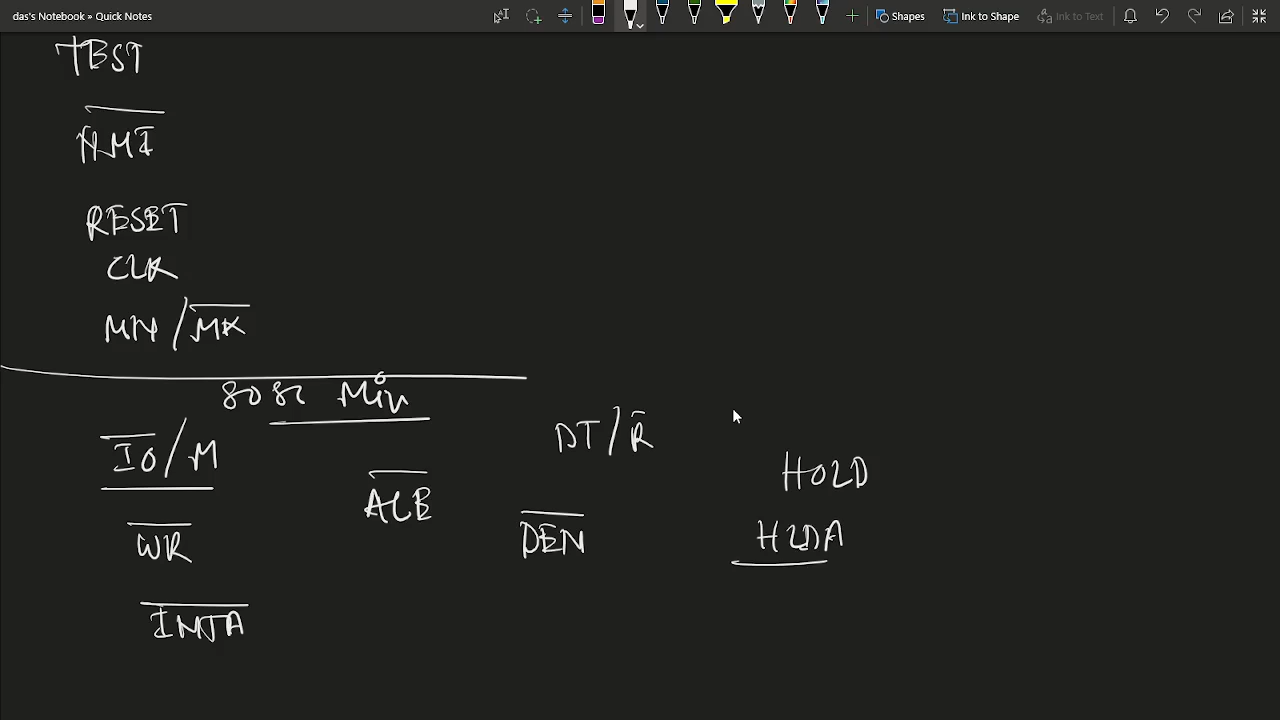 das's Notebook » Quick Notes
Shapes
Ink to Shape
Ink to Text
TEST
NMI
RESET
CLK
MN / MX
8086 Min
IO / M
DT / R
ALE
HOLD
WR
DEN
HLDA
INTA